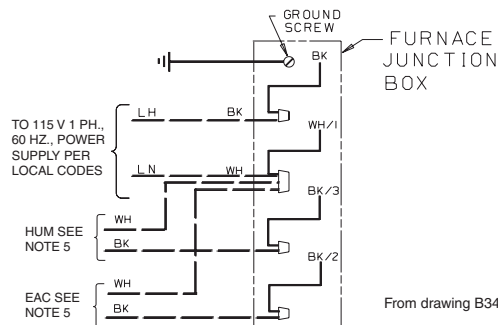 GROUND
SCREW
FURNACE
JUNCTION
BOX
BK
TO 115 V 1 PH.,
60 HZ., POWER
SUPPLY PER
LOCAL CODES
LH BK
WH/1
LN WH
BK/3
HUM SEE
NOTE 5
WH
BK
BK/2
EAC SEE
NOTE 5
WH
BK
From drawing B34